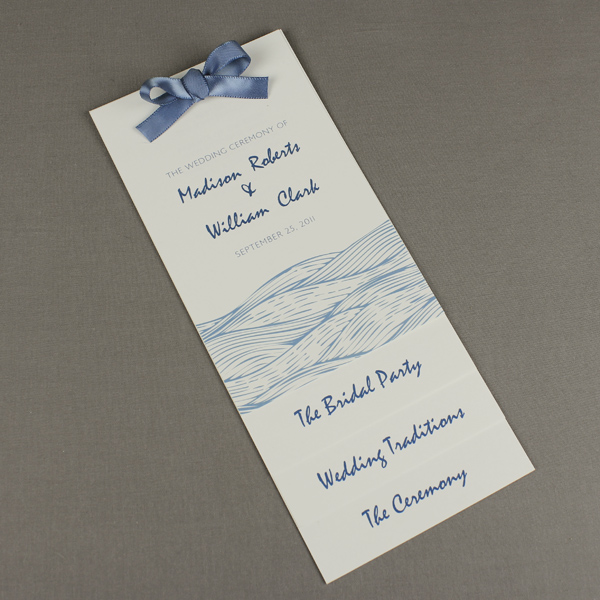 THE WEDDING CEREMONY OF
Madison Roberts
&
William Clark
SEPTEMBER 25, 2011
The Bridal Party
Wedding Traditions
The Ceremony